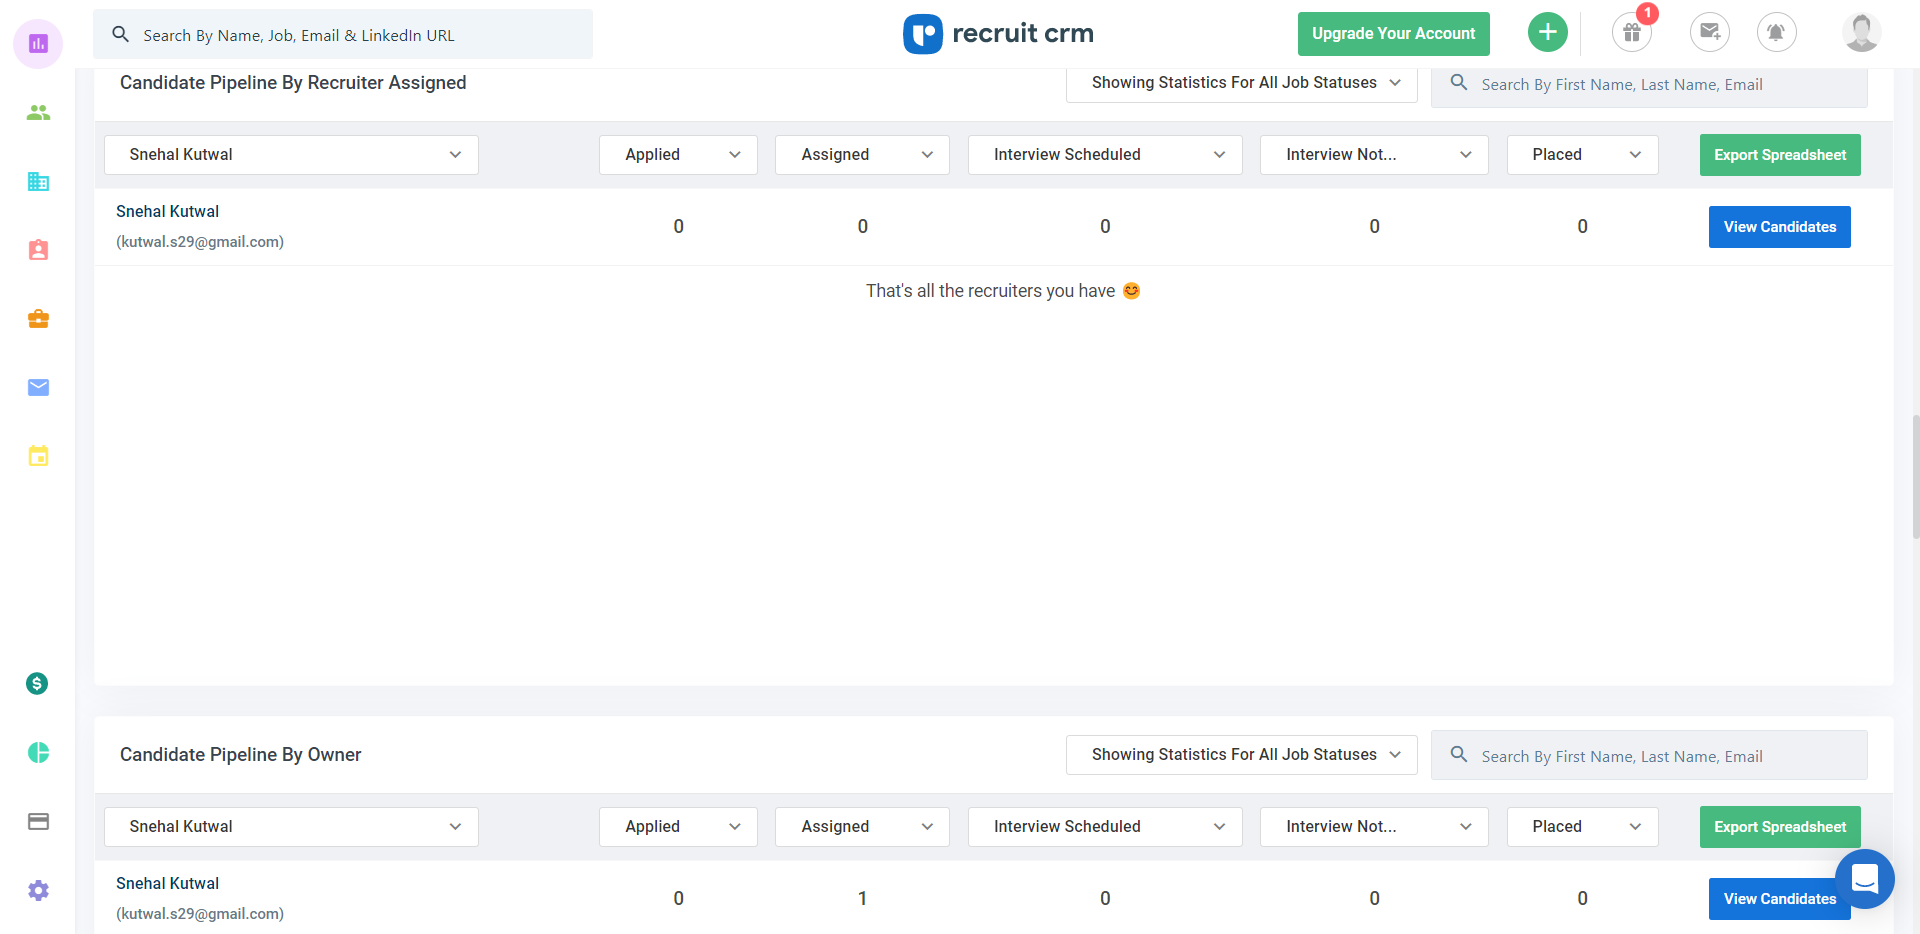 Search By Name, Job, Email & LinkedIn URL
recruit crm
Upgrade Your Account
1
Candidate Pipeline By Recruiter Assigned
Showing Statistics For All Job Statuses
Search By First Name, Last Name, Email
Snehal Kutwal
Applied
Assigned
Interview Scheduled
Interview Not...
Placed
Export Spreadsheet
Snehal Kutwal
(kutwal.s29@gmail.com)
0
0
0
0
0
View Candidates
That's all the recruiters you have 😊
Candidate Pipeline By Owner
Showing Statistics For All Job Statuses
Search By First Name, Last Name, Email
Snehal Kutwal
Applied
Assigned
Interview Scheduled
Interview Not...
Placed
Export Spreadsheet
Snehal Kutwal
(kutwal.s29@gmail.com)
0
1
0
0
0
View Candidates